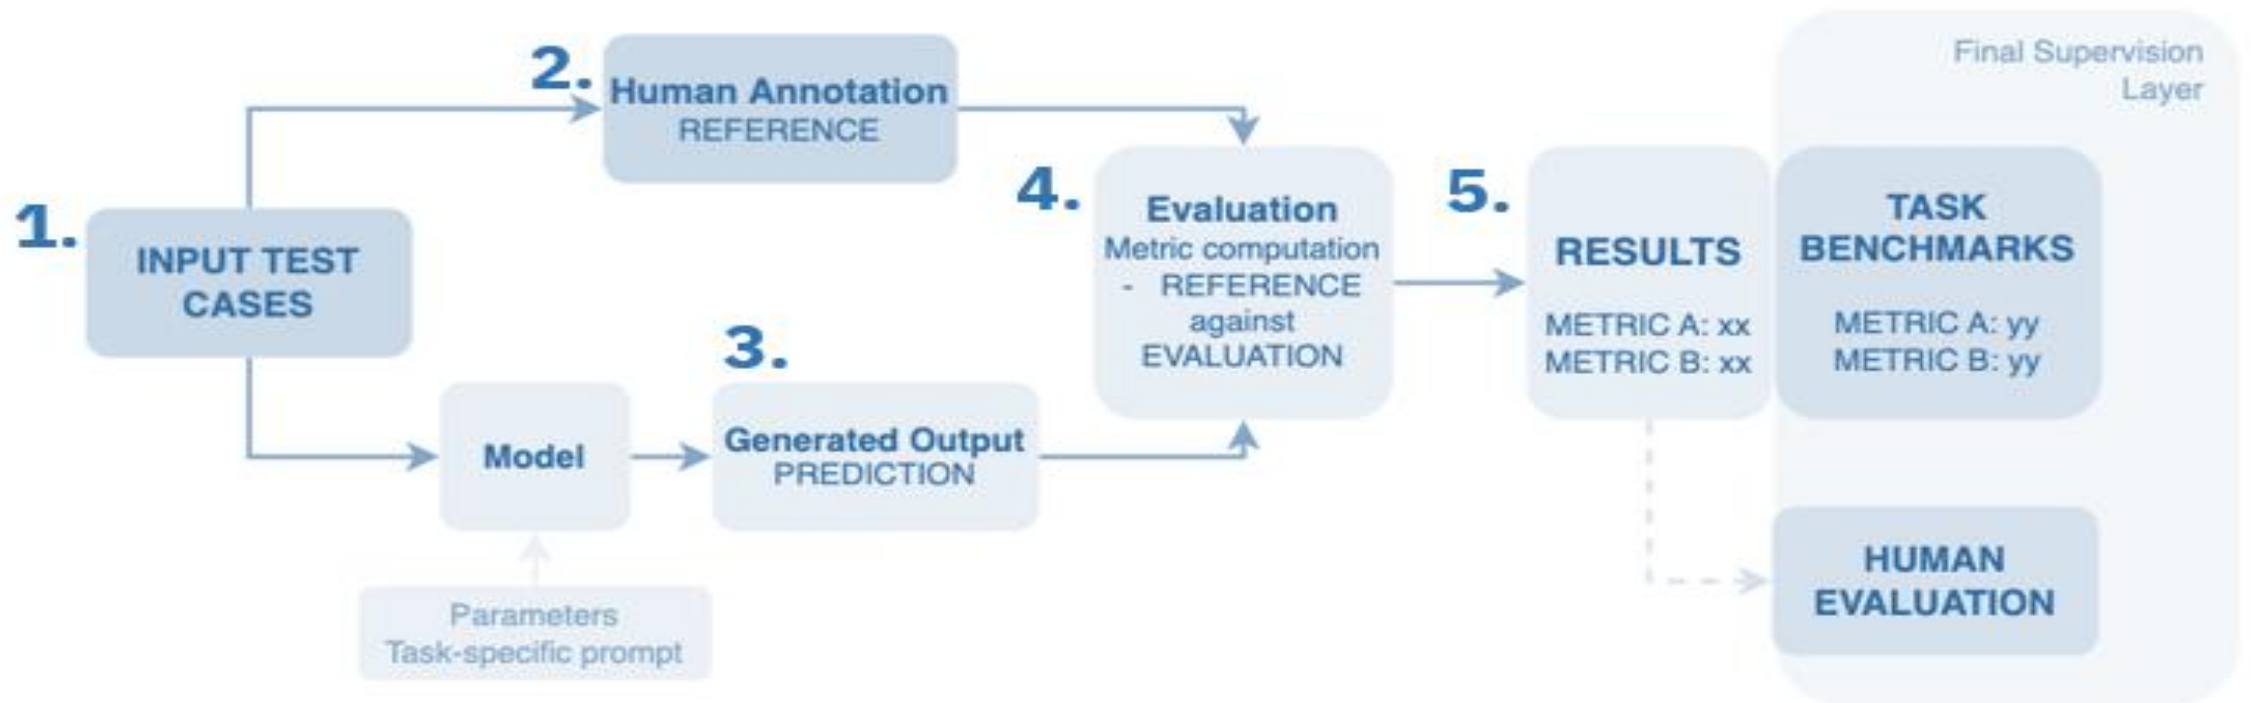 1.
INPUT TEST
CASES
2.
Human Annotation
REFERENCE
Model
Parameters
Task-specific prompt
3.
Generated Output
PREDICTION
4.
Evaluation
Metric computation
- REFERENCE
against
EVALUATION
5.
RESULTS
METRIC A: xx
METRIC B: xx
Final Supervision
Layer
TASK
BENCHMARKS
METRIC A: yy
METRIC B: yy
HUMAN
EVALUATION